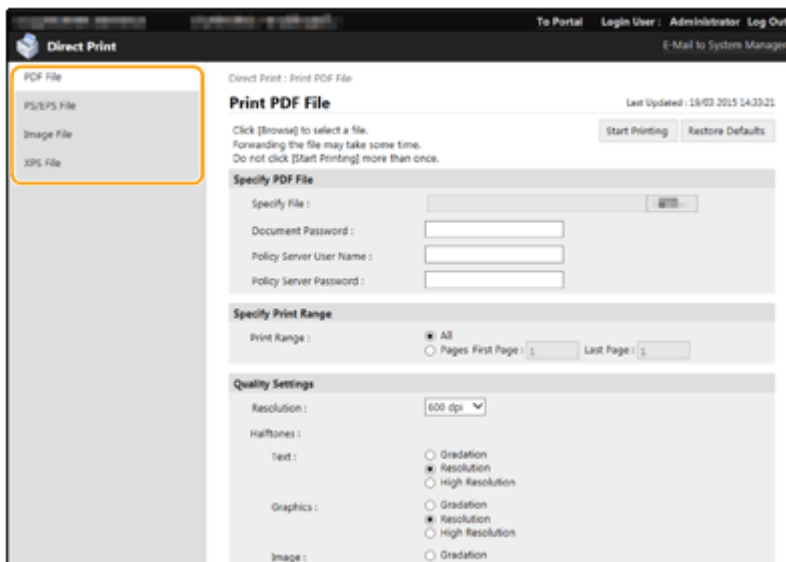 To Portal Login User : Administrator Log Out
Direct Print
E-Mail to System Manager
PDF File
PS/EPS File
Image File
XPS File
Direct Print : Print PDF File
Print PDF File
Last Updated : 19/03 2015 14:33:21
Click [Browse] to select a file.
Forwarding the file may take some time.
Do not click [Start Printing] more than once.
Start Printing Restore Defaults
Specify PDF File
Specify File :
Document Password :
Policy Server User Name :
Policy Server Password :
Specify Print Range
Print Range :
All
Pages First Page : 1 Last Page : 1
Quality Settings
Resolution : 600 dpi
Halftones :
Text :
Gradation
Resolution
High Resolution
Graphics :
Gradation
Resolution
High Resolution
Image :
Gradation